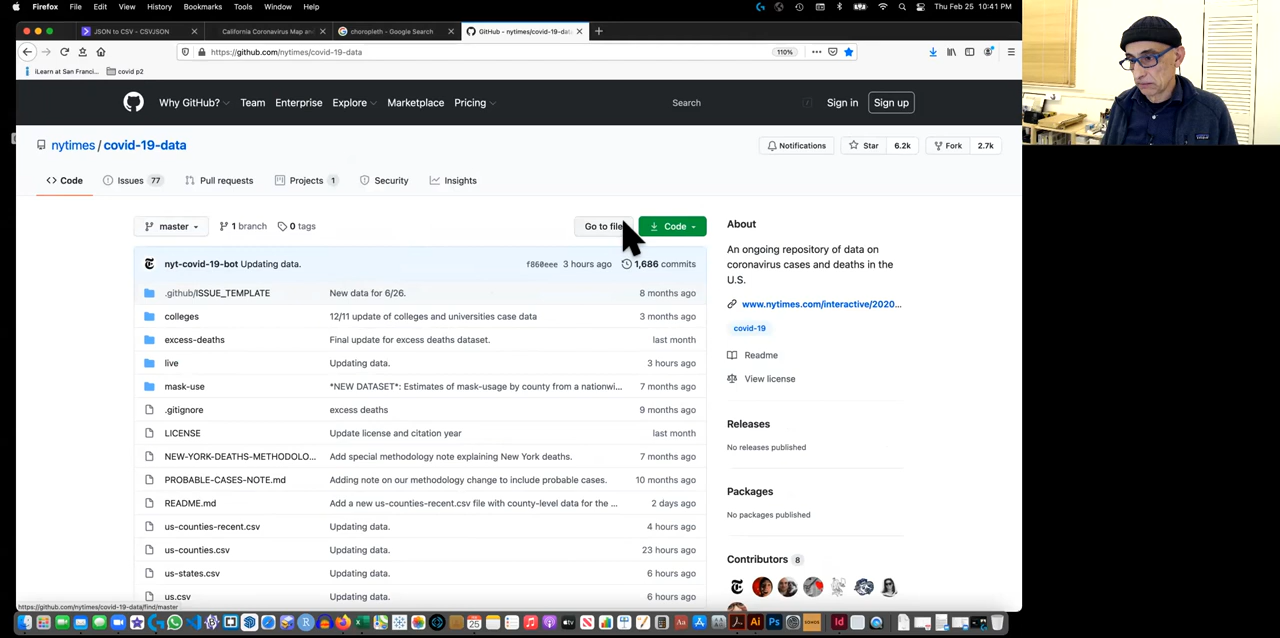 Firefox File Edit View History Bookmarks Tools Window Help Thu Feb 25 10:41 PM
JSON to CSV - CSVJSON California Coronavirus Map and choropleth - Google Search GitHub - nytimes/covid-19-data:
https://github.com/nytimes/covid-19-data 110%
iLearn at San Franci... covid p2
Why GitHub? Team Enterprise Explore Marketplace Pricing Search / Sign in Sign up
nytimes / covid-19-data Notifications Star 6.2k Fork 2.7k
Code Issues 77 Pull requests Projects 1 Security Insights
master 1 branch 0 tags Go to file Code
About
An ongoing repository of data on
coronavirus cases and deaths in the
U.S.
www.nytimes.com/interactive/2020...
covid-19
Readme
View license
Releases
No releases published
Packages
No packages published
Contributors 8
nyt-covid-19-bot Updating data. f860eee 3 hours ago 1,686 commits
.github/ISSUE_TEMPLATE New data for 6/26. 8 months ago
colleges 12/11 update of colleges and universities case data 3 months ago
excess-deaths Final update for excess deaths dataset. last month
live Updating data. 3 hours ago
mask-use *NEW DATASET*: Estimates of mask-usage by county from a nationwi... 7 months ago
.gitignore excess deaths 9 months ago
LICENSE Update license and citation year last month
NEW-YORK-DEATHS-METHODOLO... Add special methodology note explaining New York deaths. 7 months ago
PROBABLE-CASES-NOTE.md Adding note on our methodology change to include probable cases. 10 months ago
README.md Add a new us-counties-recent.csv file with county-level data for the ... 2 days ago
us-counties-recent.csv Updating data. 4 hours ago
us-counties.csv Updating data. 23 hours ago
us-states.csv Updating data. 6 hours ago
us.csv Updating data. 6 hours ago
https://github.com/nytimes/covid-19-data/find/master